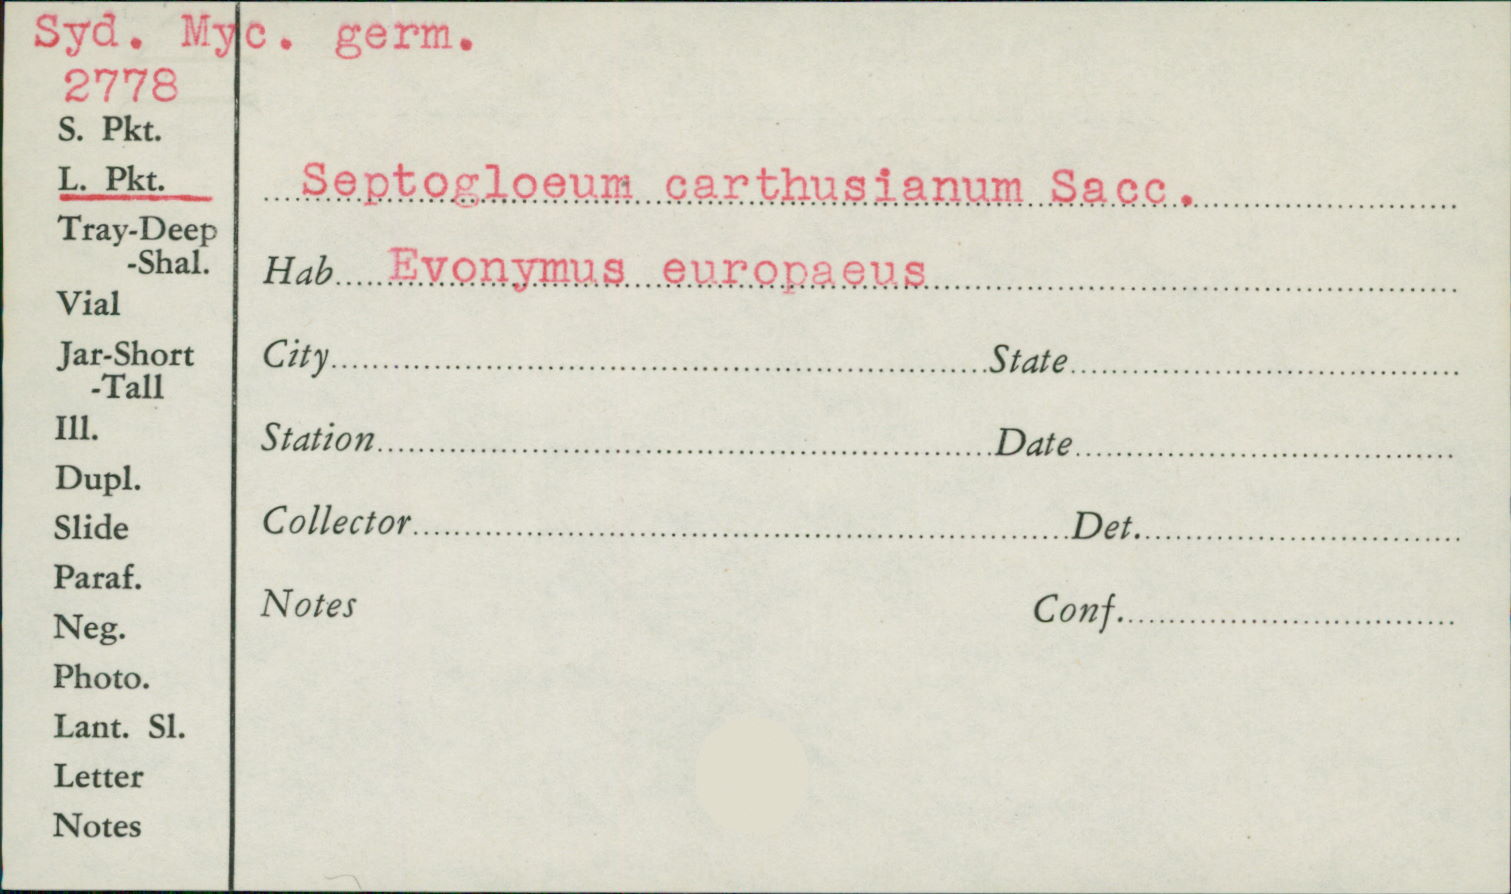 Syd. Myc. germ.
2778
S. Pkt.
L. Pkt.
Tray-Deep
-Shal.
Vial
Jar-Short
-Tall
Ill.
Dupl.
Slide
Paraf.
Neg.
Photo.
Lant. Sl.
Letter
Notes
Septogloeum carthusianum Sacc.
Hab. Evonymus europaeus
City State
Station Date
Collector Det.
Notes Conf.